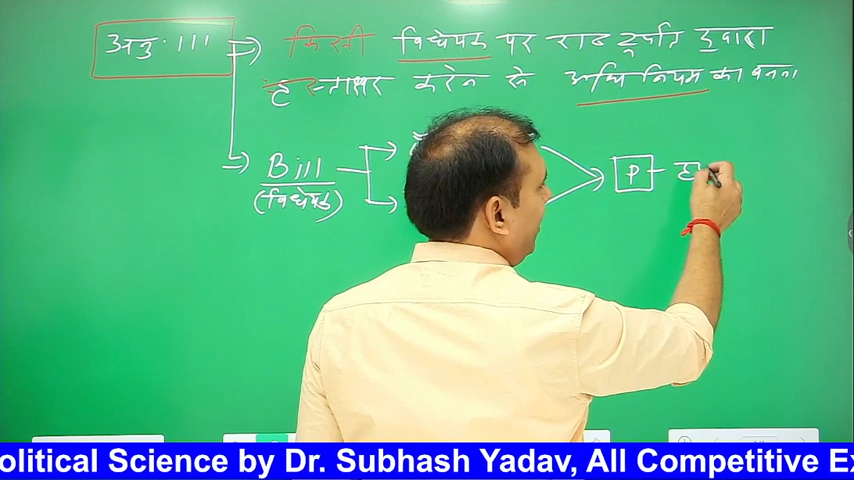 अनु. 111 ⇒ किसी विधेयक पर राष्ट्रपति द्वारा
हस्ताक्षर करने से अधिनियम का बनना
Bill
(विधेयक)
P ह
olitical Science by Dr. Subhash Yadav, All Competitive Ex